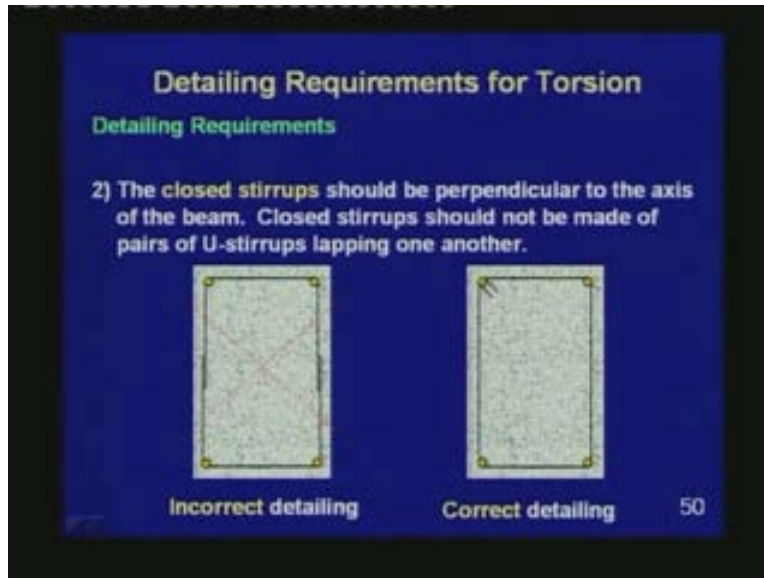 Detailing Requirements for Torsion
Detailing Requirements
2) The closed stirrups should be perpendicular to the axis
of the beam. Closed stirrups should not be made of
pairs of U-stirrups lapping one another.
Incorrect detailing
Correct detailing
50